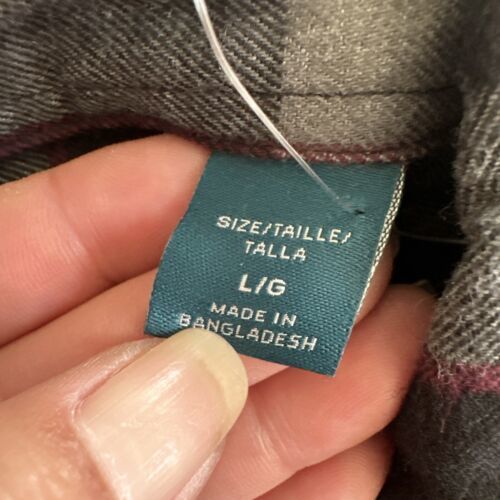 SIZE/TAILLE/
TALLA
L/G
MADE IN
BANGLADESH